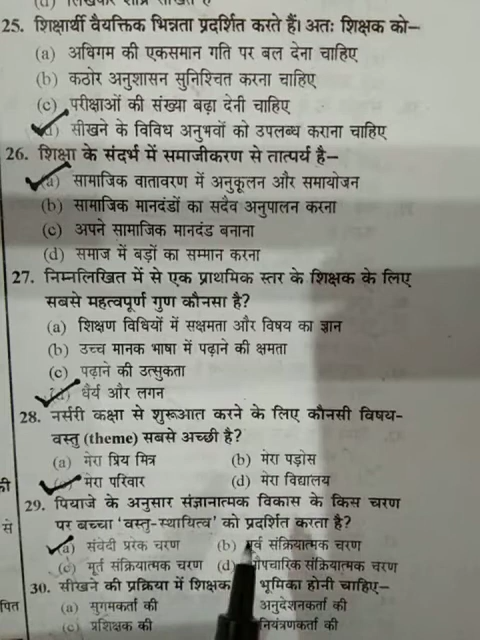 25. शिक्षार्थी वैयक्तिक भिन्नता प्रदर्शित करते हैं। अतः शिक्षक को–
(a) अधिगम की एकसमान गति पर बल देना चाहिए
(b) कठोर अनुशासन सुनिश्चित करना चाहिए
(c) परीक्षाओं की संख्या बढ़ा देनी चाहिए
(d) सीखने के विविध अनुभवों को उपलब्ध कराना चाहिए
26. शिक्षा के संदर्भ में समाजीकरण से तात्पर्य है–
(a) सामाजिक वातावरण में अनुकूलन और समायोजन
(b) सामाजिक मानदंडों का सदैव अनुपालन करना
(c) अपने सामाजिक मानदंड बनाना
(d) समाज में बड़ों का सम्मान करना
27. निम्नलिखित में से एक प्राथमिक स्तर के शिक्षक के लिए
सबसे महत्वपूर्ण गुण कौनसा है?
(a) शिक्षण विधियों में सक्षमता और विषय का ज्ञान
(b) उच्च मानक भाषा में पढ़ाने की क्षमता
(c) पढ़ाने की उत्सुकता
(d) धैर्य और लगन
28. नर्सरी कक्षा से शुरूआत करने के लिए कौनसी विषय-
वस्तु (theme) सबसे अच्छी है?
(a) मेरा प्रिय मित्र (b) मेरा पड़ोस
(c) मेरा परिवार (d) मेरा विद्यालय
29. पियाजे के अनुसार संज्ञानात्मक विकास के किस चरण
से पर बच्चा 'वस्तु-स्थायित्व' को प्रदर्शित करता है?
(a) संवेदी प्ररेक चरण (b) पूर्व संक्रियात्मक चरण
(c) मूर्त संक्रियात्मक चरण (d) संक्रियात्मक चरण
30. सीखने की प्रक्रिया में शिक्षक भूमिका होनी चाहिए–
पित (a) सुगमकर्ता की अनुदेशनकर्ता की
(c) प्रशिक्षक की नियंत्रणकर्ता की